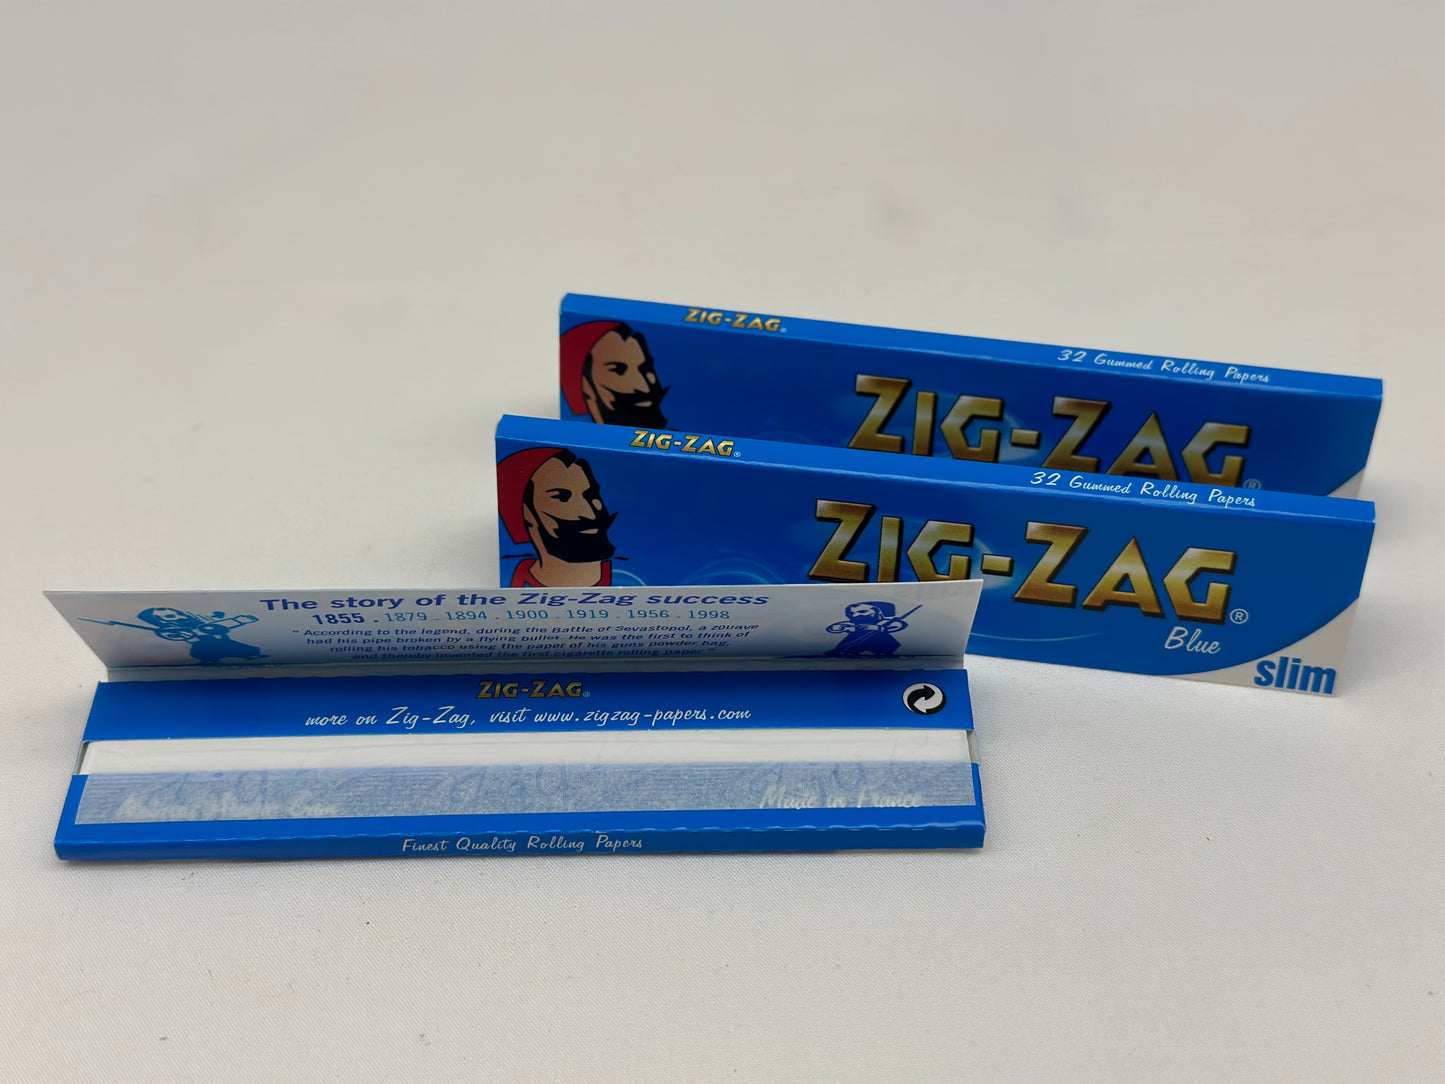 ZIG-ZAG®
32 Gummed Rolling Papers
ZIG-ZAG®
ZIG-ZAG®
32 Gummed Rolling Papers
ZIG-ZAG®
Blue
slim
The story of the Zig-Zag success
1855 . 1879 . 1894 . 1900 . 1919 . 1956 . 1998
" According to the legend, during the Battle of Sevastopol, a zouave
had his pipe broken by a flying bullet. He was the first to think of
rolling his tobacco using the paper of his guns powder bag,
and thereby invented the first cigarette rolling paper "
ZIG-ZAG®
more on Zig-Zag, visit www.zigzag-papers.com
Made in France
Finest Quality Rolling Papers